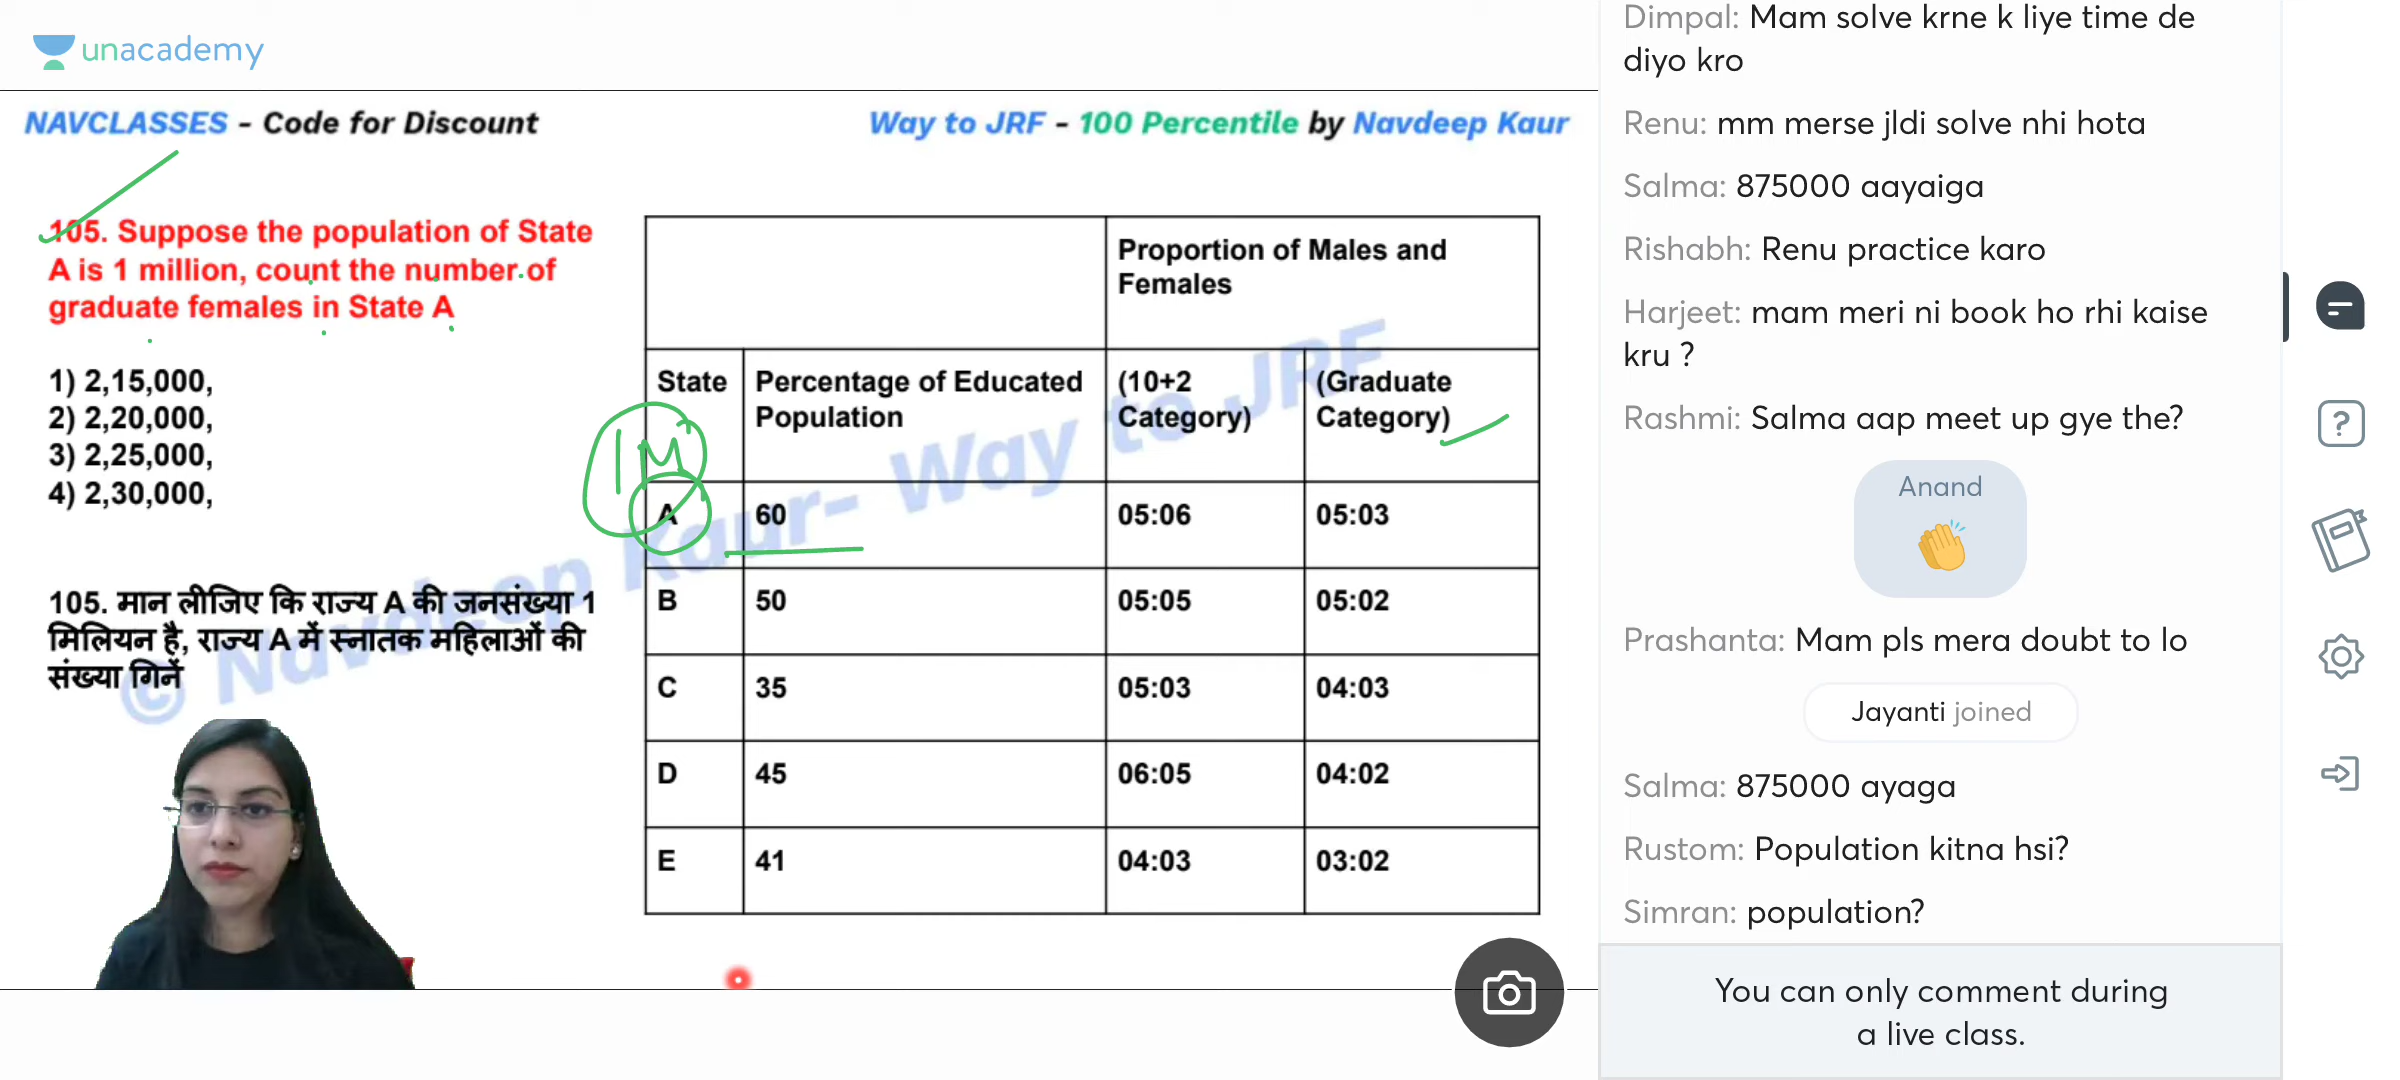 unacademy
NAVCLASSES - Code for Discount
Way to JRF - 100 Percentile by Navdeep Kaur
105. Suppose the population of State
A is 1 million, count the number of
graduate females in State A
1) 2,15,000,
2) 2,20,000,
3) 2,25,000,
4) 2,30,000,
105. मान लीजिए कि राज्य A की जनसंख्या 1
मिलियन है, राज्य A में स्नातक महिलाओं की
संख्या गिनें
Proportion of Males and
Females
State Percentage of Educated Population (10+2 Category) (Graduate Category)
1M
A 60 05:06 05:03
B 50 05:05 05:02
C 35 05:03 04:03
D 45 06:05 04:02
E 41 04:03 03:02
© Navdeep Kaur- Way to JRF
Dimpal: Mam solve krne k liye time de
diyo kro
Renu: mm merse jldi solve nhi hota
Salma: 875000 aayaiga
Rishabh: Renu practice karo
Harjeet: mam meri ni book ho rhi kaise
kru ?
Rashmi: Salma aap meet up gye the?
Anand
Prashanta: Mam pls mera doubt to lo
Jayanti joined
Salma: 875000 ayaga
Rustom: Population kitna hsi?
Simran: population?
You can only comment during
a live class.